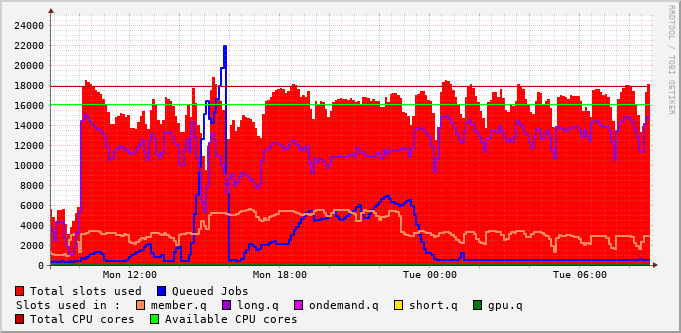 RRDTOOL / TOBI OETIKER
24000
22000
20000
18000
16000
14000
12000
10000
8000
6000
4000
2000
0
Mon 12:00 Mon 18:00 Tue 00:00 Tue 06:00
Total slots used Queued Jobs
Slots used in : member.q long.q ondemand.q short.q gpu.q
Total CPU cores Available CPU cores